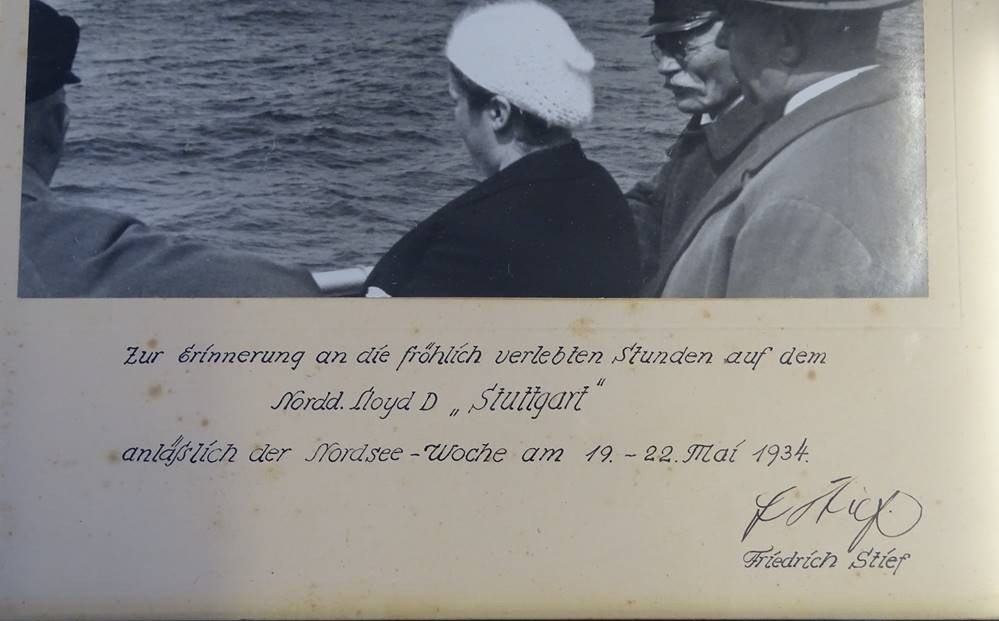 Zur Erinnerung an die fröhlich verlebten Stunden auf dem
Nordd. Lloyd D „Stuttgart"
anläßlich der Nordsee-Woche am 19. - 22. Mai 1934.
F Stief.
Friedrich Stief